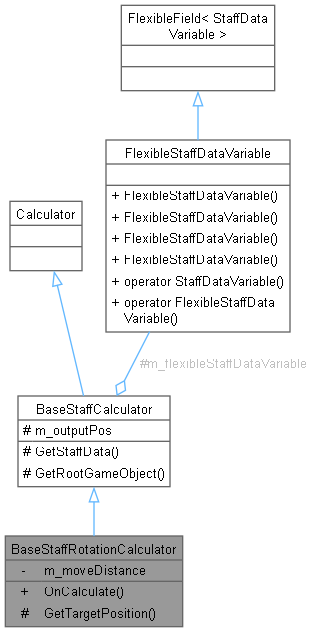 FlexibleField< StaffData
Variable >
FlexibleStaffDataVariable
+ FlexibleStaffDataVariable()
+ FlexibleStaffDataVariable()
+ FlexibleStaffDataVariable()
+ FlexibleStaffDataVariable()
+ operator StaffDataVariable()
+ operator FlexibleStaffData
Variable()
Calculator
#m_flexibleStaffDataVariable
BaseStaffCalculator
# m_outputPos
# GetStaffData()
# GetRootGameObject()
BaseStaffRotationCalculator
- m_moveDistance
+ OnCalculate()
# GetTargetPosition()